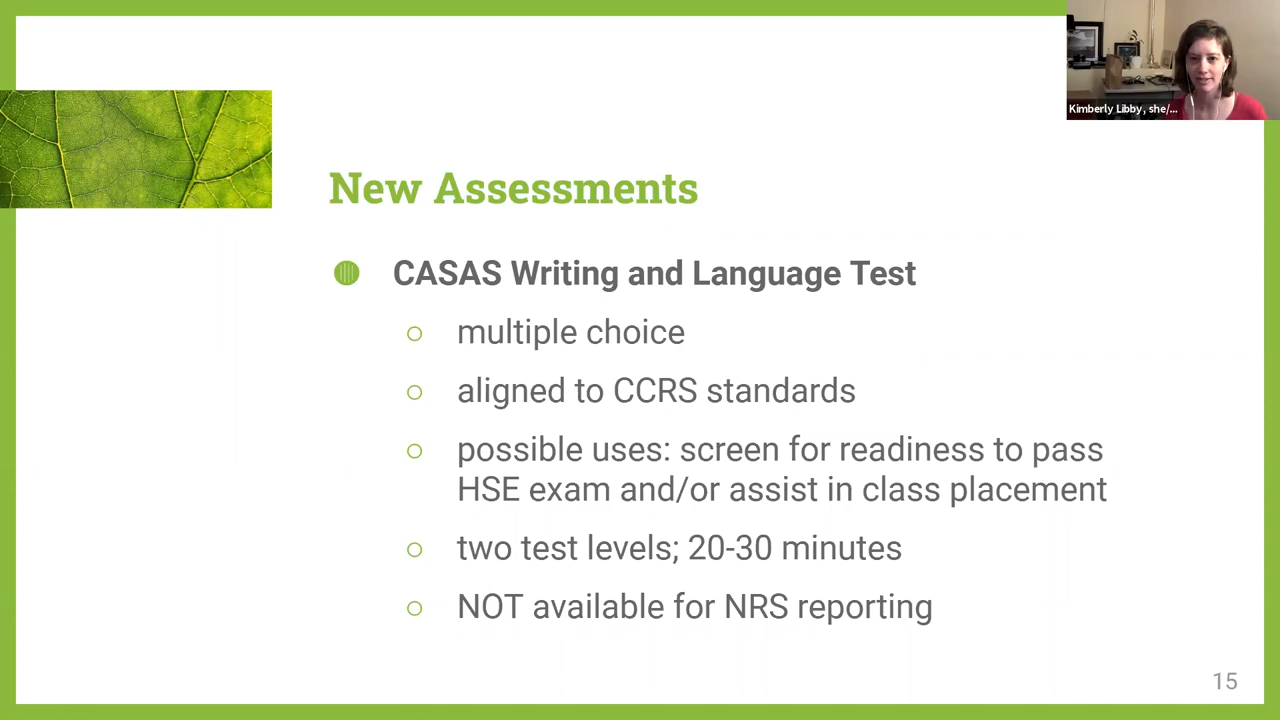 Kimberly Libby, she/...
New Assessments
CASAS Writing and Language Test
multiple choice
aligned to CCRS standards
possible uses: screen for readiness to pass
HSE exam and/or assist in class placement
two test levels; 20-30 minutes
NOT available for NRS reporting
15